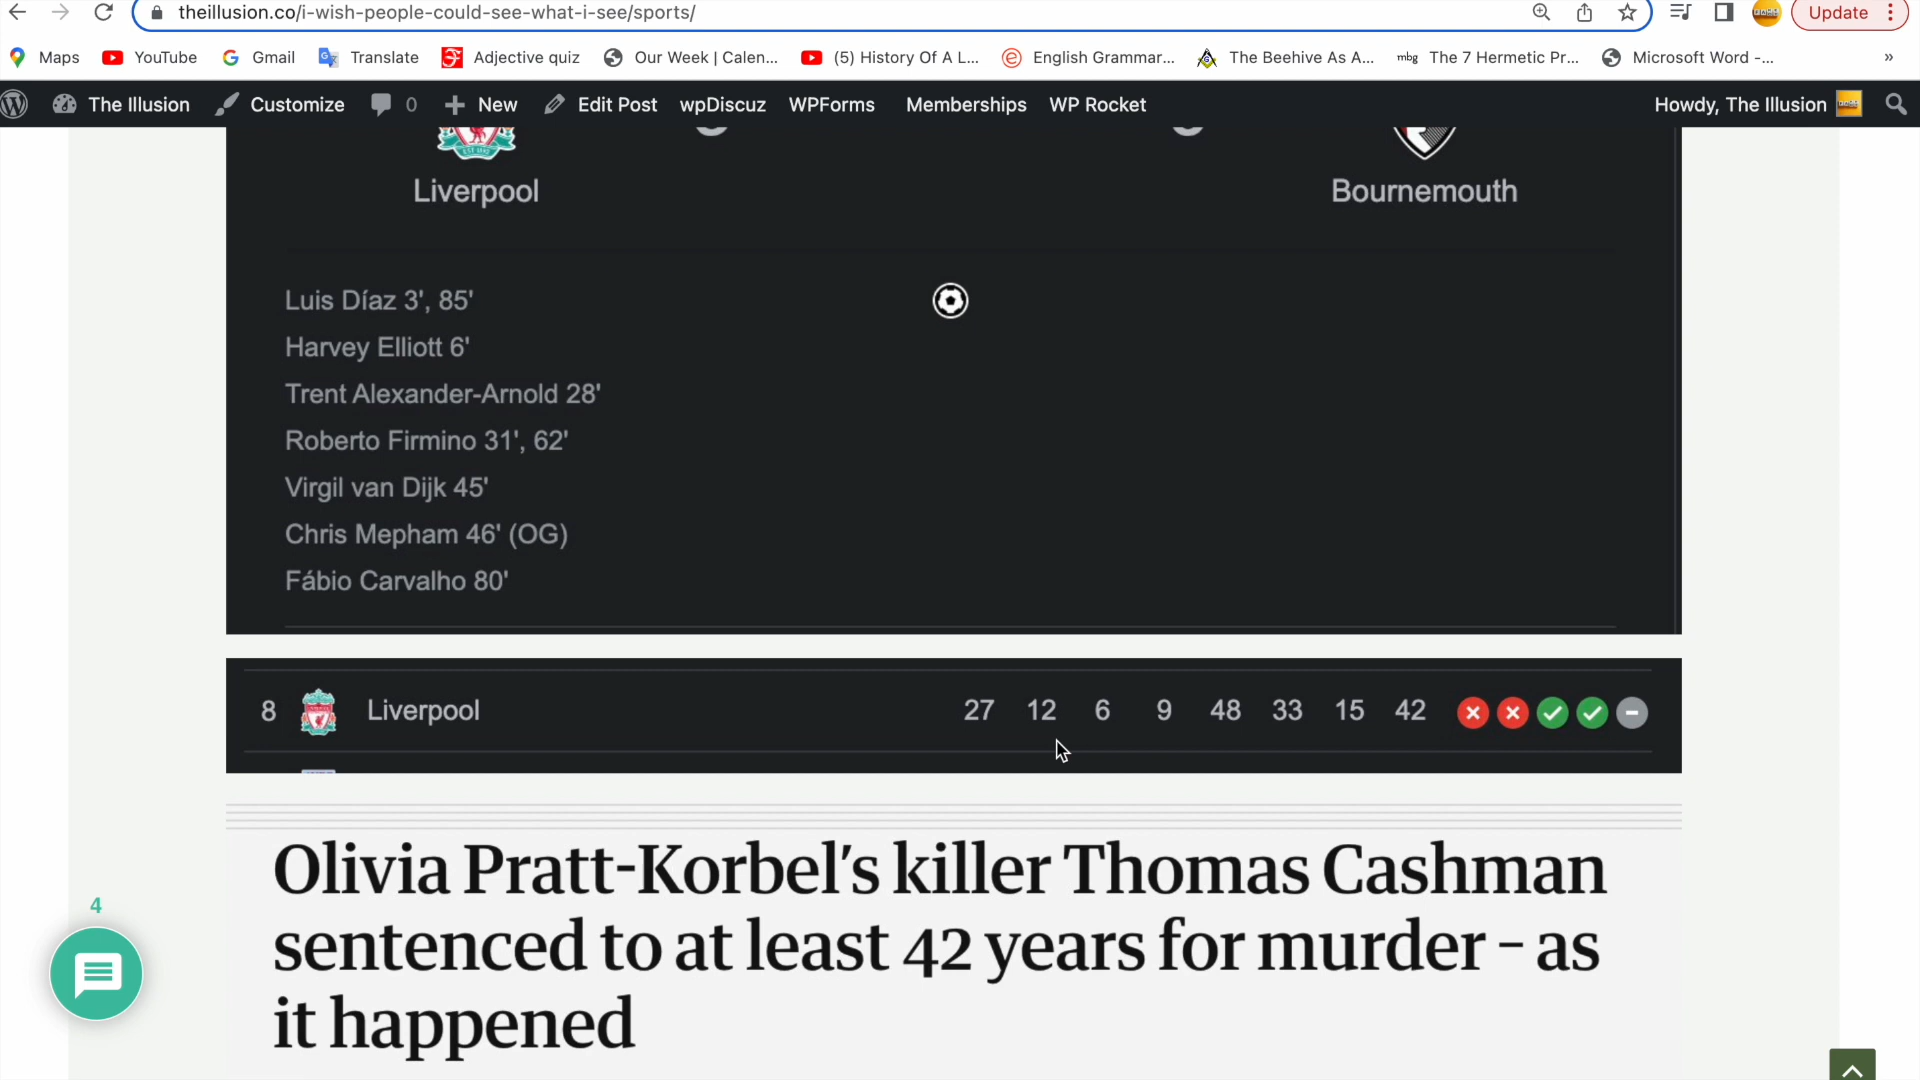 theillusion.co/i-wish-people-could-see-what-i-see/sports/
Update
Maps
YouTube
Gmail
Translate
Adjective quiz
Our Week | Calen...
(5) History Of A L...
English Grammar...
The Beehive As A...
mbg
The 7 Hermetic Pr...
Microsoft Word -...
»
The Illusion
Customize
0
New
Edit Post
wpDiscuz
WPForms
Memberships
WP Rocket
Howdy, The Illusion
Liverpool
Bournemouth
Luis Díaz 3', 85'
Harvey Elliott 6'
Trent Alexander-Arnold 28'
Roberto Firmino 31', 62'
Virgil van Dijk 45'
Chris Mepham 46' (OG)
Fábio Carvalho 80'
8 Liverpool 27 12 6 9 48 33 15 42
Olivia Pratt-Korbel’s killer Thomas Cashman
sentenced to at least 42 years for murder – as
it happened
4